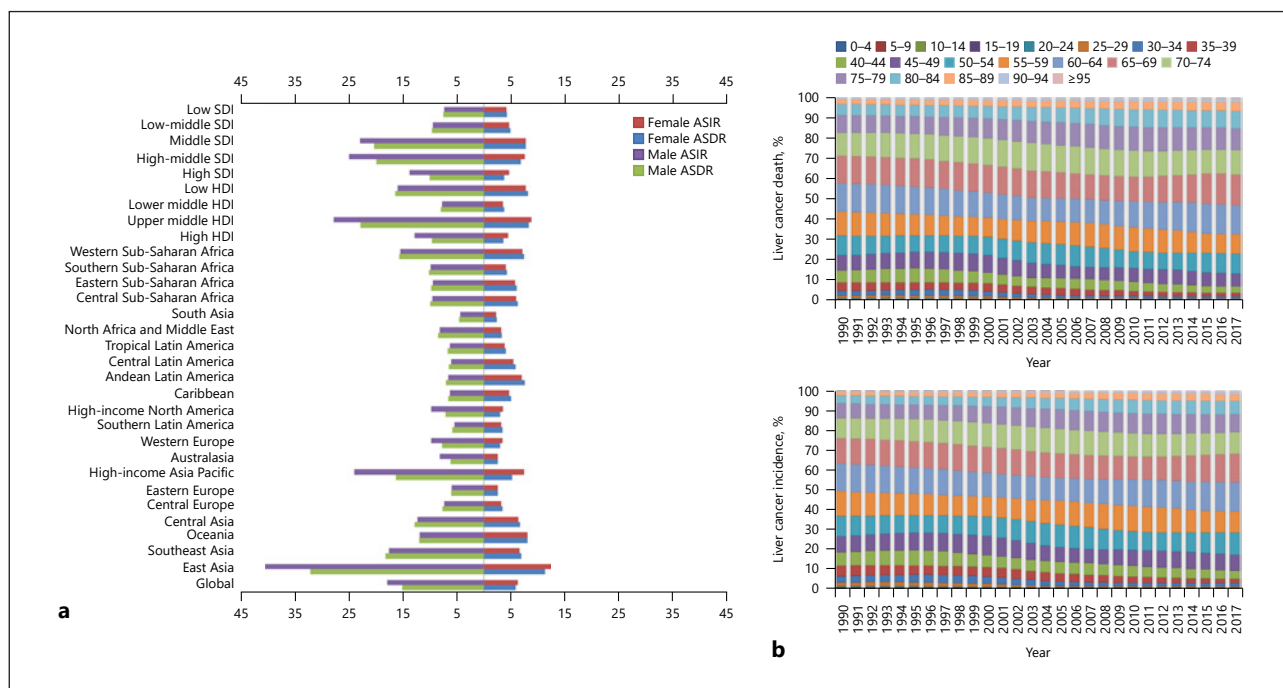 45 35 25 15 5 5 15 25 35 45
Low SDI
Low-middle SDI
Middle SDI
High-middle SDI
High SDI
Low HDI
Lower middle HDI
Upper middle HDI
High HDI
Western Sub-Saharan Africa
Southern Sub-Saharan Africa
Eastern Sub-Saharan Africa
Central Sub-Saharan Africa
South Asia
North Africa and Middle East
Tropical Latin America
Central Latin America
Andean Latin America
Caribbean
High-income North America
Southern Latin America
Western Europe
Australasia
High-income Asia Pacific
Eastern Europe
Central Europe
Central Asia
Oceania
Southeast Asia
East Asia
Global
Female ASIR
Female ASDR
Male ASIR
Male ASDR
45 35 25 15 5 5 15 25 35 45
a
0–4 5–9 10–14 15–19 20–24 25–29 30–34 35–39
40–44 45–49 50–54 55–59 60–64 65–69 70–74
75–79 80–84 85–89 90–94 ≥95
Liver cancer death, %
100
90
80
70
60
50
40
30
20
10
0
1990 1991 1992 1993 1994 1995 1996 1997 1998 1999 2000 2001 2002 2003 2004 2005 2006 2007 2008 2009 2010 2011 2012 2013 2014 2015 2016 2017
Year
Liver cancer incidence, %
100
90
80
70
60
50
40
30
20
10
0
1990 1991 1992 1993 1994 1995 1996 1997 1998 1999 2000 2001 2002 2003 2004 2005 2006 2007 2008 2009 2010 2011 2012 2013 2014 2015 2016 2017
Year
b